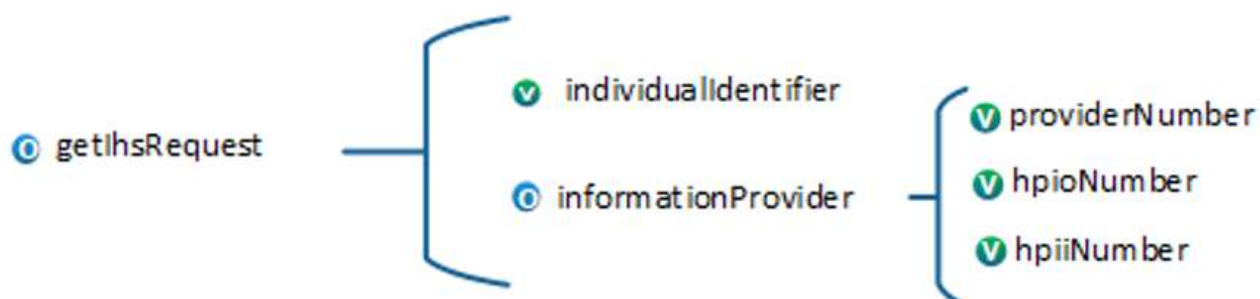 getIhsRequest
individualIdentifier
informationProvider
providerNumber
hpioNumber
hpiiNumber